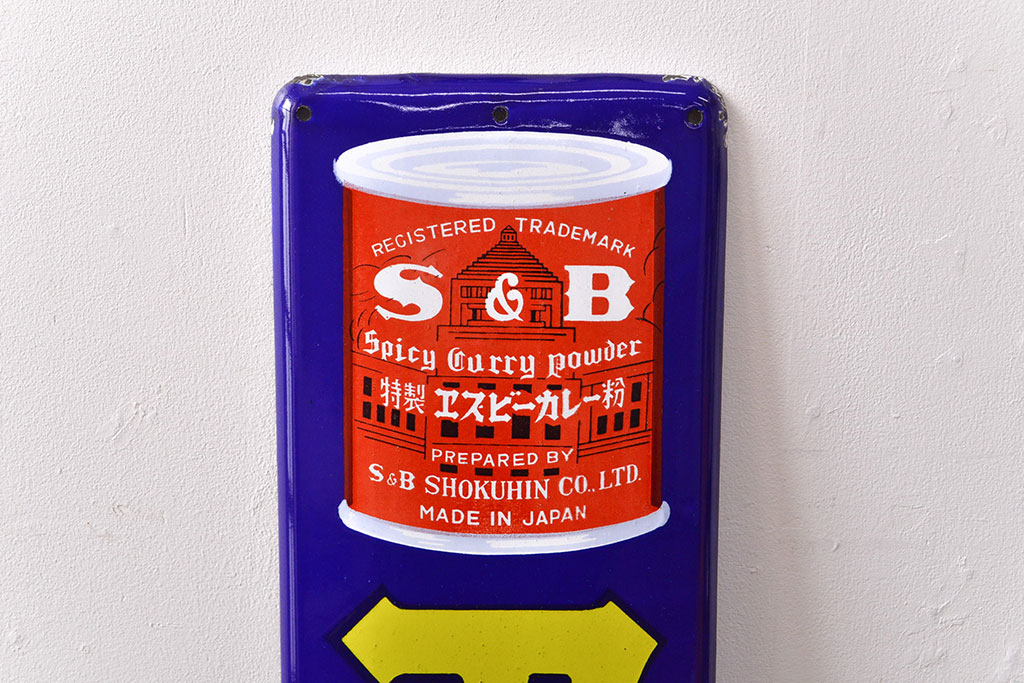 REGISTERED TRADEMARK
S & B
Spicy Curry Powder
特製 ヱスビーカレー粉
PREPARED BY
S&B SHOKUHIN CO.,LTD.
MADE IN JAPAN